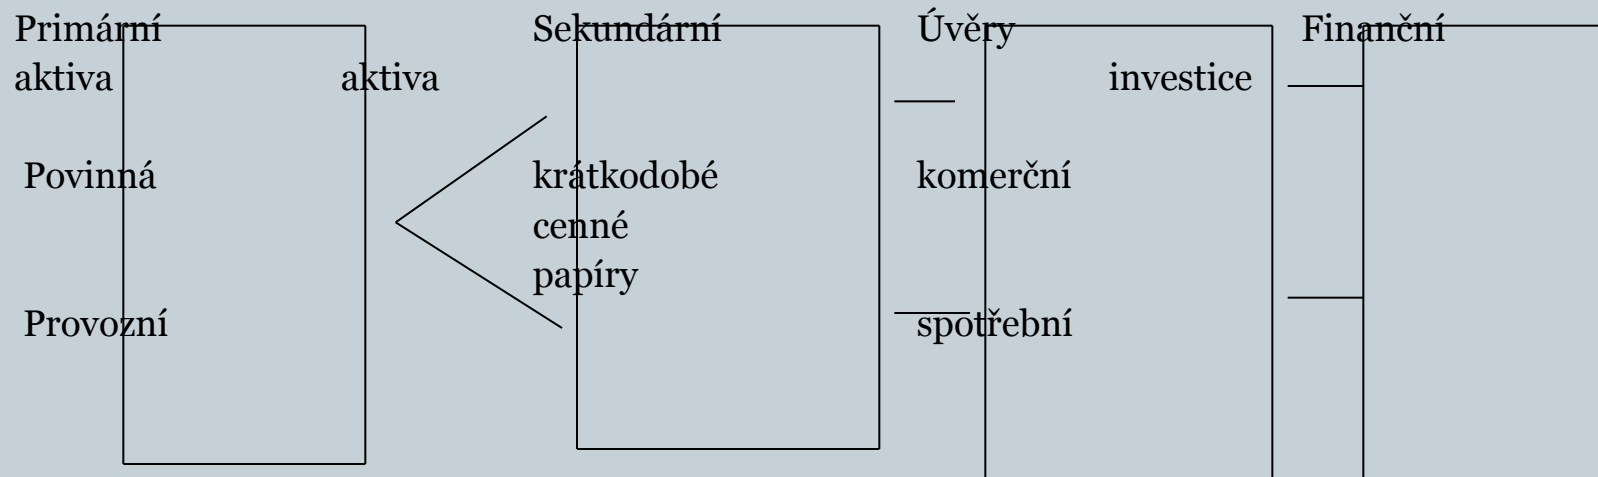 Primární Sekundární Úvěry Finanční
aktiva aktiva investice
Povinná krátkodobé komerční
cenné
papíry
Provozní spotřební